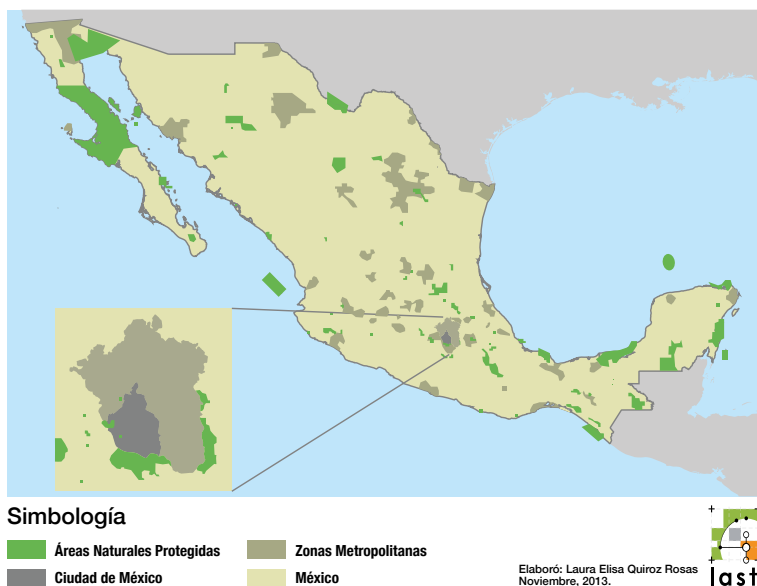 Simbología
Áreas Naturales Protegidas
Zonas Metropolitanas
Ciudad de México
México
Elaboró: Laura Elisa Quiroz Rosas
Noviembre, 2013.
last